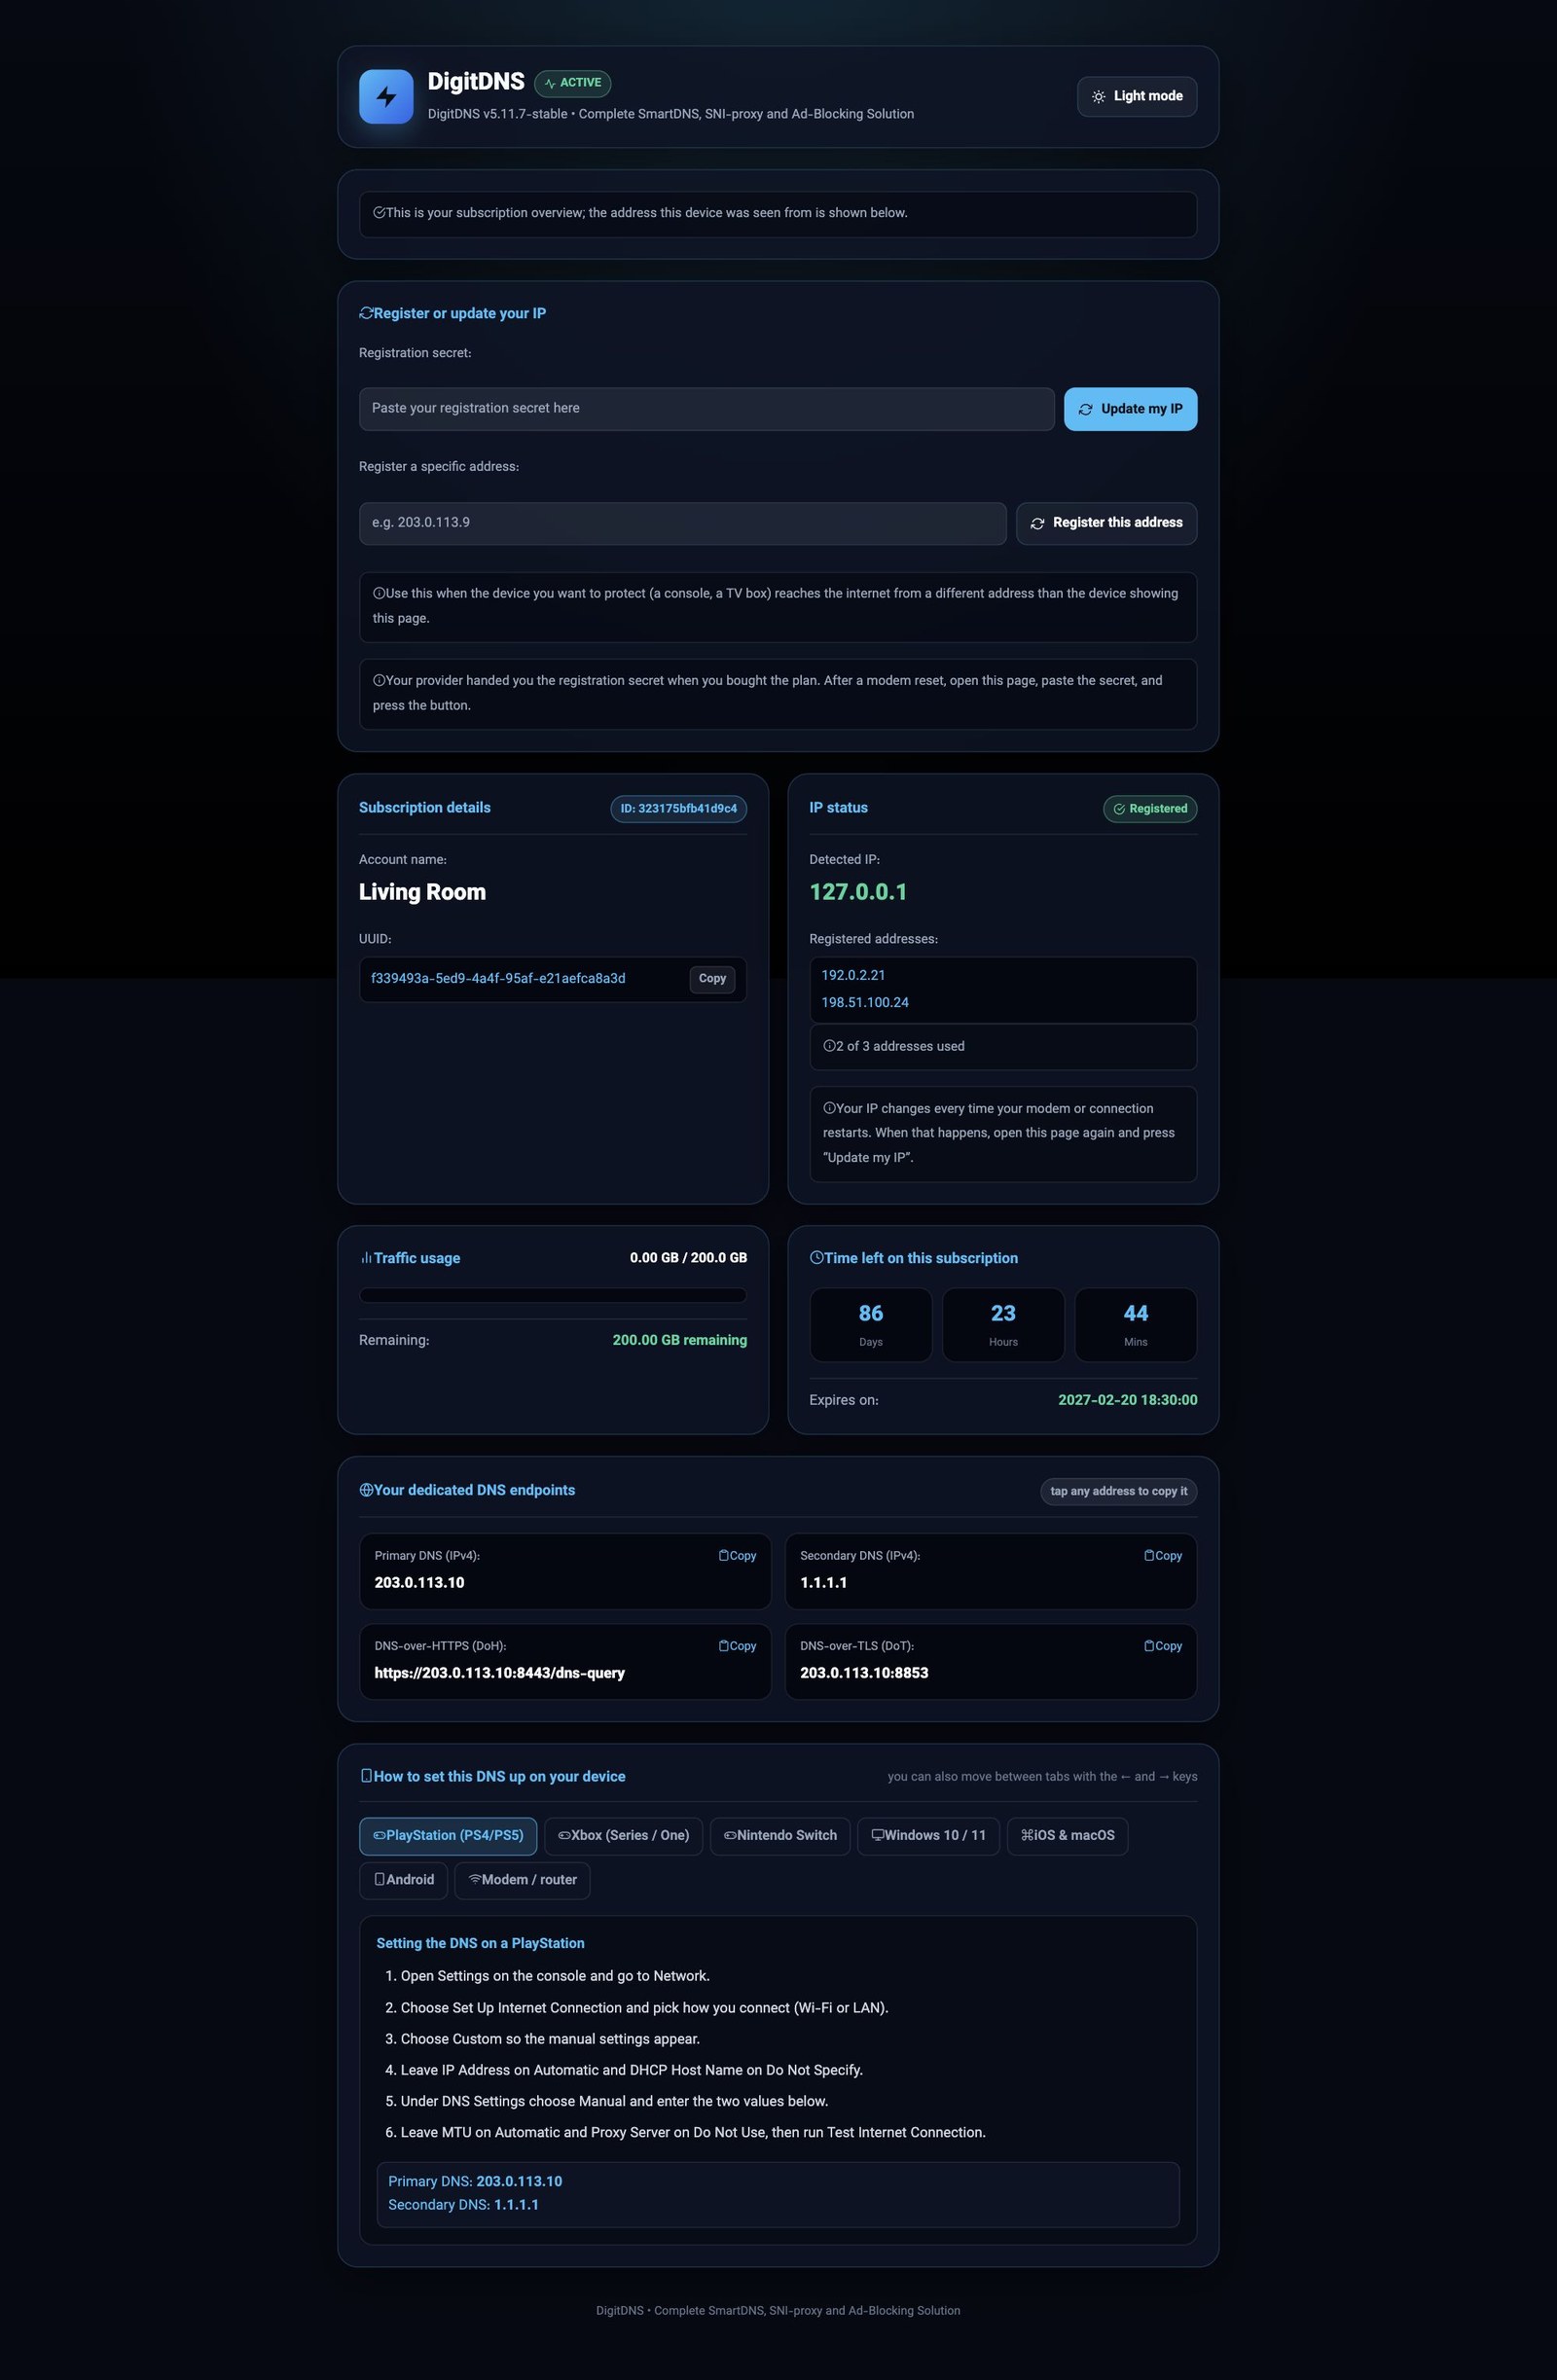 DigitDNS
ACTIVE
DigitDNS v5.11.7-stable • Complete SmartDNS, SNI-proxy and Ad-Blocking Solution
Light mode
This is your subscription overview; the address this device was seen from is shown below.
Register or update your IP
Registration secret:
Paste your registration secret here
Update my IP
Register a specific address:
e.g. 203.0.113.9
Register this address
Use this when the device you want to protect (a console, a TV box) reaches the internet from a different address than the device showing
this page.
Your provider handed you the registration secret when you bought the plan. After a modem reset, open this page, paste the secret, and
press the button.
Subscription details
ID: 323175bfb41d9c4
Account name:
Living Room
UUID:
f339493a-5ed9-4a4f-95af-e21aefca8a3d
Copy
IP status
Registered
Detected IP:
127.0.0.1
Registered addresses:
192.0.2.21
198.51.100.24
2 of 3 addresses used
Your IP changes every time your modem or connection
restarts. When that happens, open this page again and press
“Update my IP”.
Traffic usage
0.00 GB / 200.0 GB
Remaining:
200.00 GB remaining
Time left on this subscription
86
Days
23
Hours
44
Mins
Expires on:
2027-02-20 18:30:00
Your dedicated DNS endpoints
tap any address to copy it
Primary DNS (IPv4):
Copy
203.0.113.10
Secondary DNS (IPv4):
Copy
1.1.1.1
DNS-over-HTTPS (DoH):
Copy
https://203.0.113.10:8443/dns-query
DNS-over-TLS (DoT):
Copy
203.0.113.10:8853
How to set this DNS up on your device
you can also move between tabs with the ← and → keys
PlayStation (PS4/PS5)
Xbox (Series / One)
Nintendo Switch
Windows 10 / 11
iOS & macOS
Android
Modem / router
Setting the DNS on a PlayStation
1. Open Settings on the console and go to Network.
2. Choose Set Up Internet Connection and pick how you connect (Wi-Fi or LAN).
3. Choose Custom so the manual settings appear.
4. Leave IP Address on Automatic and DHCP Host Name on Do Not Specify.
5. Under DNS Settings choose Manual and enter the two values below.
6. Leave MTU on Automatic and Proxy Server on Do Not Use, then run Test Internet Connection.
Primary DNS: 203.0.113.10
Secondary DNS: 1.1.1.1
DigitDNS • Complete SmartDNS, SNI-proxy and Ad-Blocking Solution